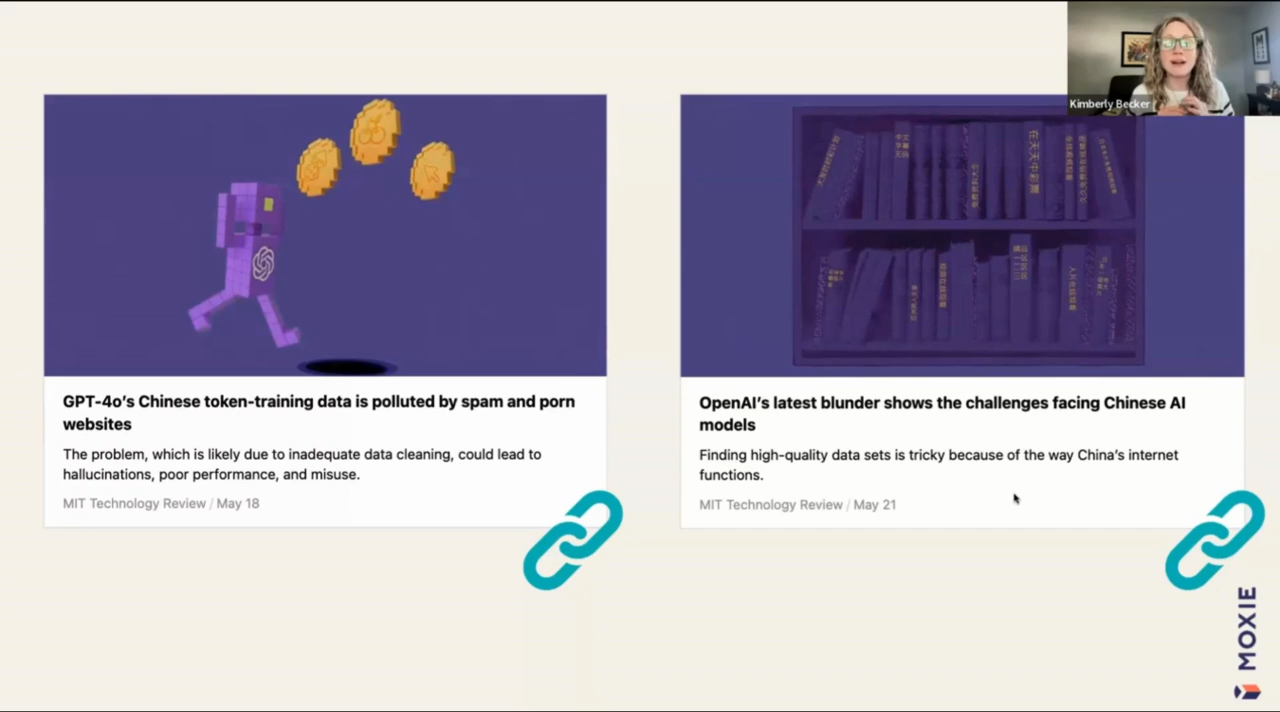 Kimberly Becker
GPT-4o's Chinese token-training data is polluted by spam and porn
websites
The problem, which is likely due to inadequate data cleaning, could lead to
hallucinations, poor performance, and misuse.
MIT Technology Review / May 18
OpenAI's latest blunder shows the challenges facing Chinese AI
models
Finding high-quality data sets is tricky because of the way China's internet
functions.
MIT Technology Review / May 21
MOXIE